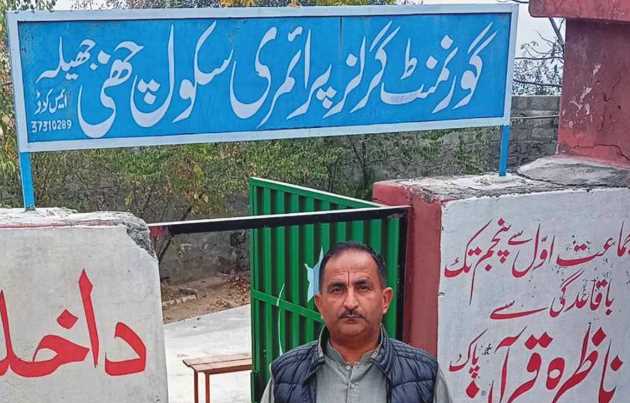 گورنمنٹ گرلز پرائمری سکول چھنی جھیلہ
ایس کوڈ
37310289
جماعت اوّل سے پنجم تک
باقاعدگی سے
ناظرہ قرآن پاک
داخلہ